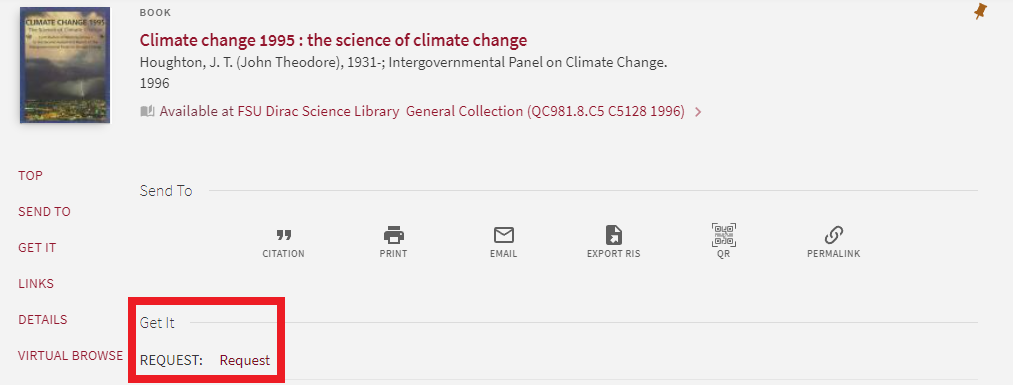 CLIMATE CHANGE 1995
The Science of Climate Change
BOOK
Climate change 1995 : the science of climate change
Houghton, J. T. (John Theodore), 1931-; Intergovernmental Panel on Climate Change.
1996
Available at FSU Dirac Science Library General Collection (QC981.8.C5 C5128 1996)
TOP
SEND TO
GET IT
LINKS
DETAILS
VIRTUAL BROWSE
Send To
CITATION
PRINT
EMAIL
EXPORT RIS
QR
PERMALINK
Get It
REQUEST: Request